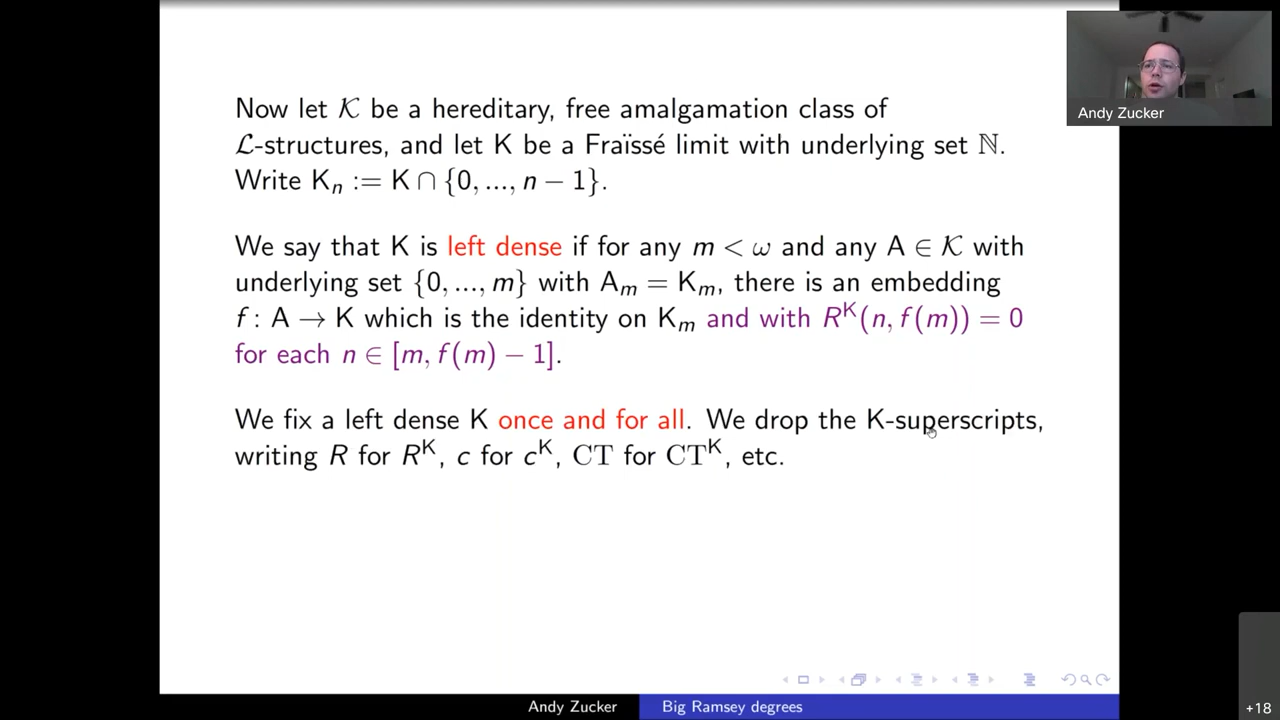 Andy Zucker
Now let 𝒦 be a hereditary, free amalgamation class of
ℒ-structures, and let K be a Fraïssé limit with underlying set ℕ.
Write Kₙ := K ∩ {0, ..., n − 1}.
We say that K is left dense if for any m < ω and any A ∈ 𝒦 with
underlying set {0, ..., m} with Aₘ = Kₘ, there is an embedding
f : A → K which is the identity on Kₘ and with Rᴷ(n, f(m)) = 0
for each n ∈ [m, f(m) − 1].
We fix a left dense K once and for all. We drop the K-superscripts,
writing R for Rᴷ, c for cᴷ, CT for CTᴷ, etc.
Andy Zucker
Big Ramsey degrees
+18